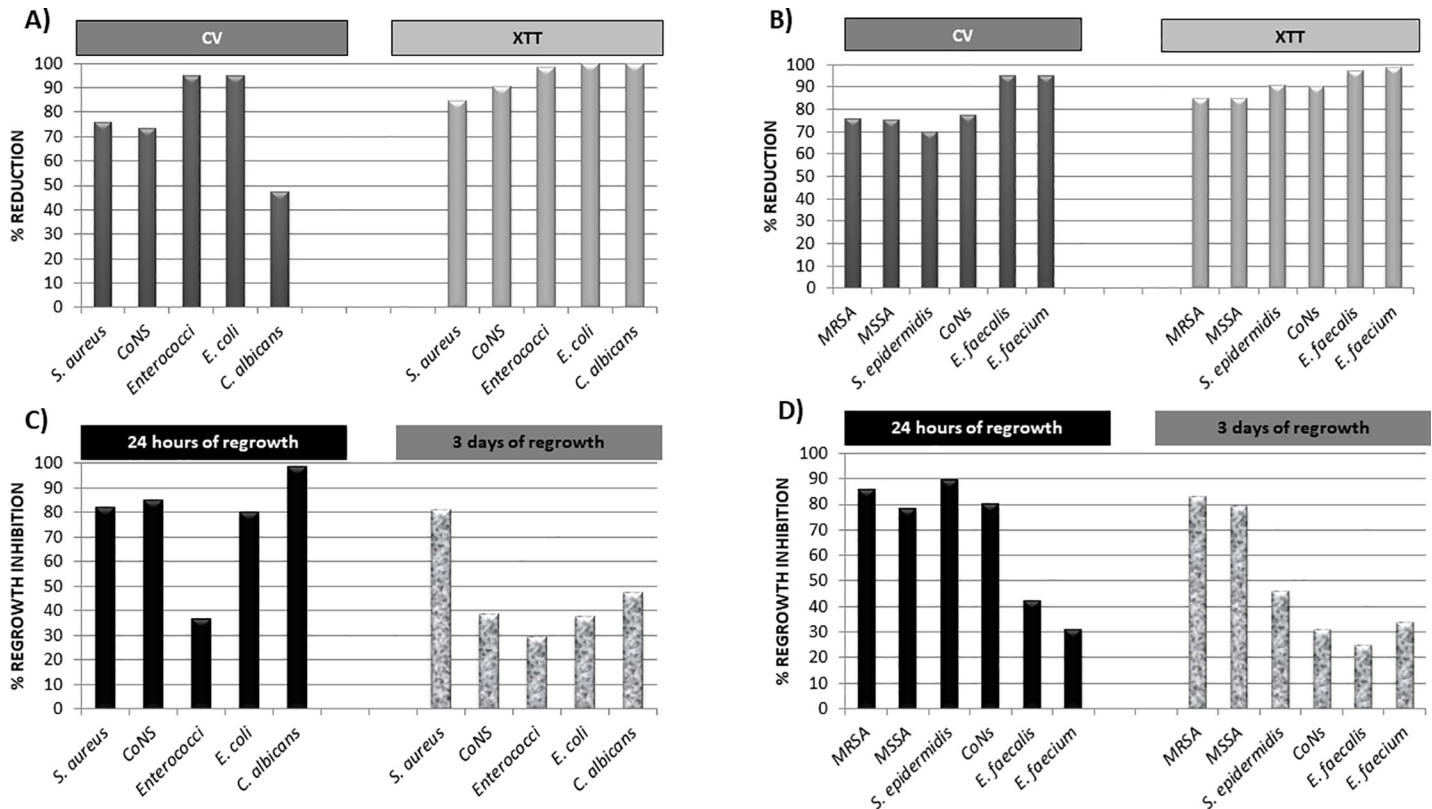 A)
CV
XTT
% REDUCTION
100
90
80
70
60
50
40
30
20
10
0
S. aureus
CoNS
Enterococci
E. coli
C. albicans
S. aureus
CoNS
Enterococci
E. coli
C. albicans
B)
CV
XTT
% REDUCTION
100
90
80
70
60
50
40
30
20
10
0
MRSA
MSSA
S. epidermidis
CoNs
E. faecalis
E. faecium
MRSA
MSSA
S. epidermidis
CoNs
E. faecalis
E. faecium
C)
24 hours of regrowth
3 days of regrowth
% REGROWTH INHIBITION
100
90
80
70
60
50
40
30
20
10
0
S. aureus
CoNS
Enterococci
E. coli
C. albicans
S. aureus
CoNS
Enterococci
E. coli
C. albicans
D)
24 hours of regrowth
3 days of regrowth
% REGROWTH INHIBITION
100
90
80
70
60
50
40
30
20
10
0
MRSA
MSSA
S. epidermidis
CoNs
E. faecalis
E. faecium
MRSA
MSSA
S. epidermidis
CoNs
E. faecalis
E. faecium